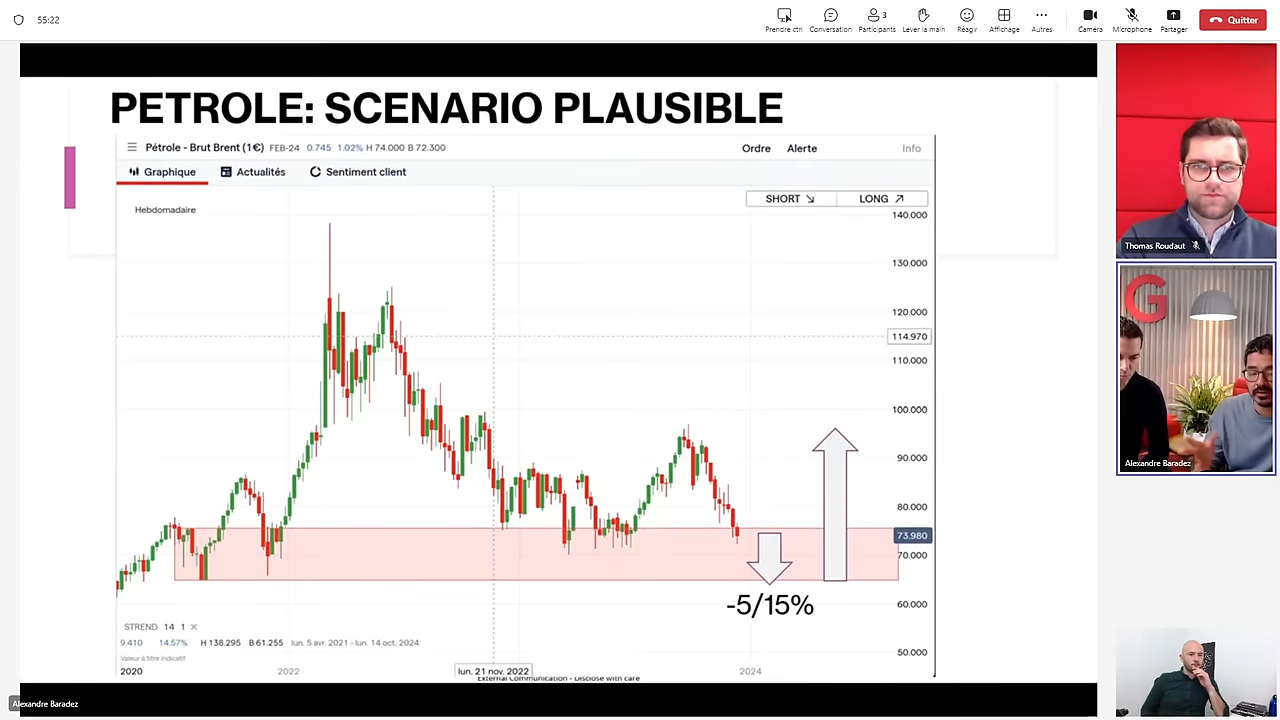 55:22
Prendre ctrl
Conversation
3
Participants
Lever la main
Réagir
Affichage
Autres
Caméra
Microphone
Partager
Quitter
PETROLE: SCENARIO PLAUSIBLE
Pétrole - Brut Brent (1€) FEB-24 0.745 1.02% H 74.000 B 72.300
Ordre Alerte Info
Graphique Actualités Sentiment client
SHORT LONG
Hebdomadaire
140.000
130.000
120.000
114.970
110.000
100.000
90.000
80.000
73.980
70.000
60.000
50.000
-5/15%
STREND 14 1 ×
9.410 14.57% H 138.295 B 61.255 lun. 5 avr. 2021 - lun. 14 oct. 2024
Valeur à titre indicatif
2020 2022 lun. 21 nov. 2022 2024
External Communication - Disclose with care
Alexandre Baradez
Thomas Roudaut
G
Alexandre Baradez